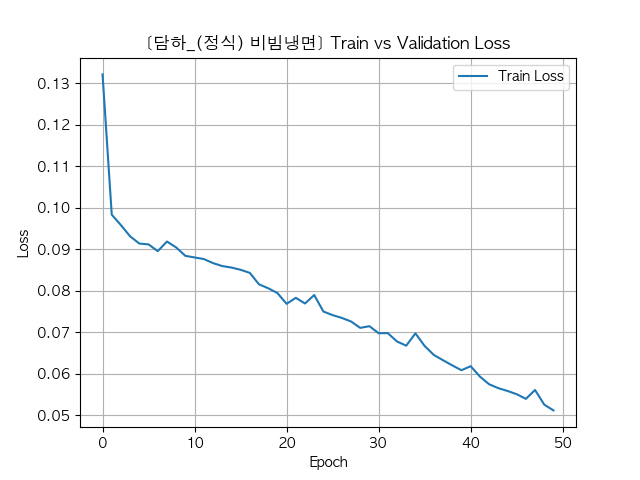 [담하_(정식) 비빔냉면] Train vs Validation Loss
Train Loss
0.13
0.12
0.11
0.10
0.09
0.08
0.07
0.06
0.05
Loss
0 10 20 30 40 50
Epoch